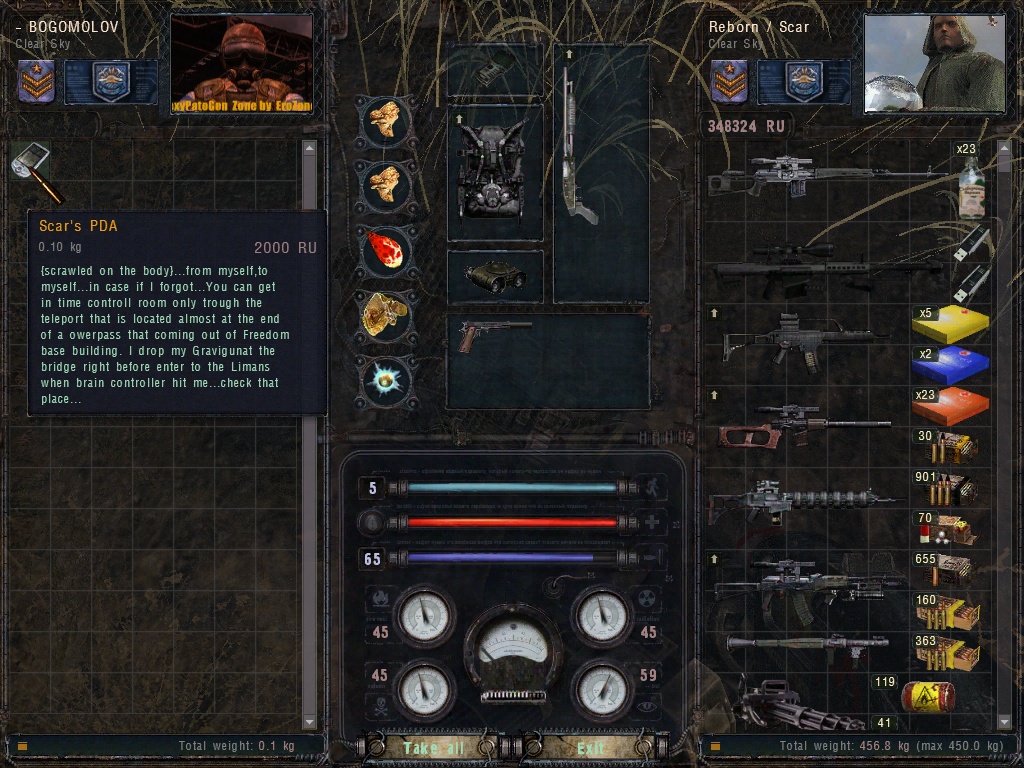 - BOGOMOLOV
Clear Sky
oxyPatoGen Zone by EroZone
Scar's PDA
0.10 kg
2000 RU
{scrawled on the body}...from myself,to
myself...in case if I forgot...You can get
in time controll room only trough the
teleport that is located almost at the end
of a owerpass that coming out of Freedom
base building. I drop my Gravigunat the
bridge right before enter to the Limans
when brain controller hit me...check that
place...
Total weight: 0.1 kg
5
65
45
45
45
59
Take all
Exit
Reborn / Scar
Clear Sky
348324 RU
x23
x5
x2
x23
30
901
70
655
160
363
119
41
Total weight: 456.8 kg (max 450.0 kg)